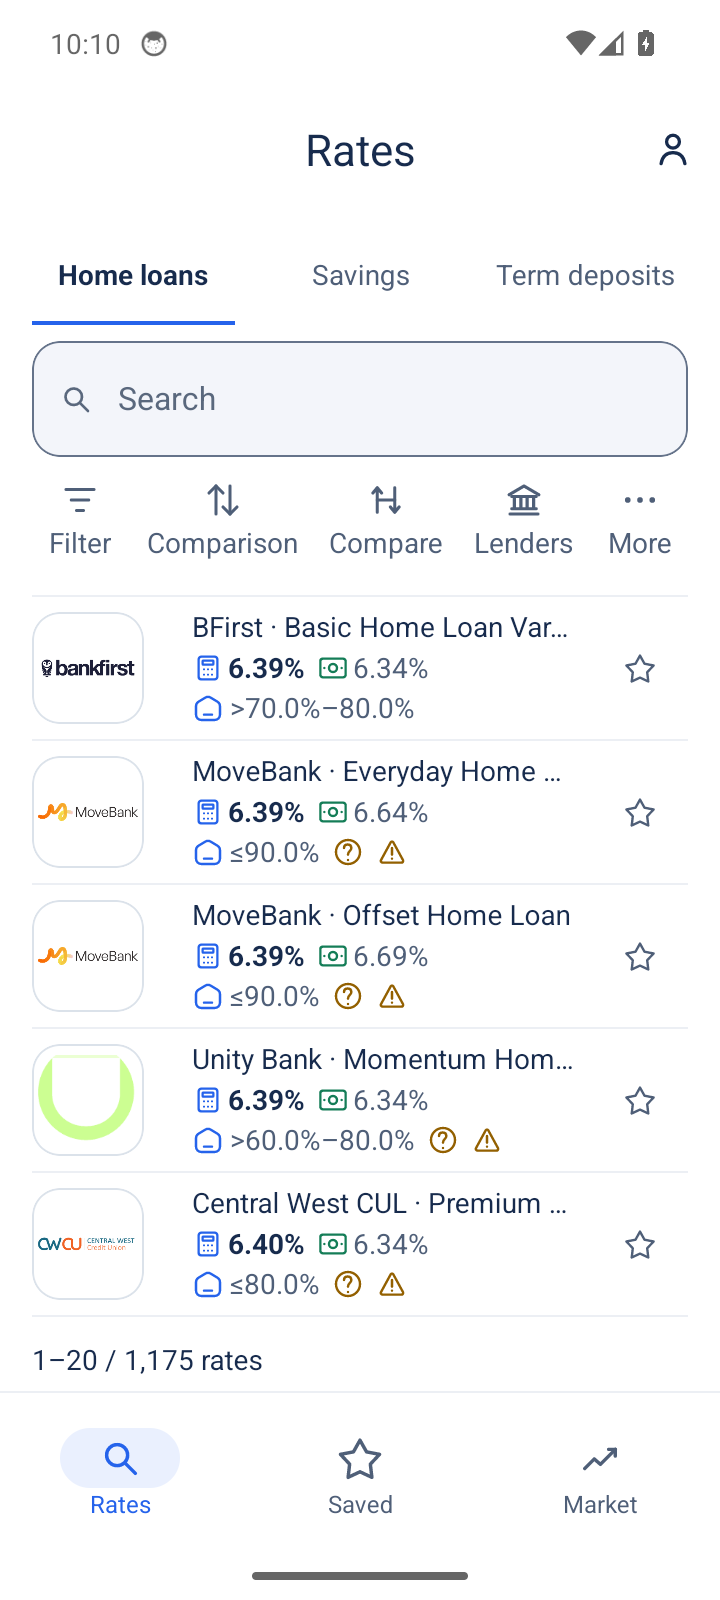 10:10
Rates
Home loans
Savings
Term deposits
Search
Filter
Comparison
Compare
Lenders
More
bankfirst
BFirst · Basic Home Loan Var...
6.39% 6.34%
>70.0%–80.0%
MoveBank
MoveBank · Everyday Home ...
6.39% 6.64%
≤90.0%
MoveBank
MoveBank · Offset Home Loan
6.39% 6.69%
≤90.0%
Unity Bank · Momentum Hom...
6.39% 6.34%
>60.0%–80.0%
CWCU CENTRAL WEST
Credit Union
Central West CUL · Premium ...
6.40% 6.34%
≤80.0%
1–20 / 1,175 rates
Rates
Saved
Market